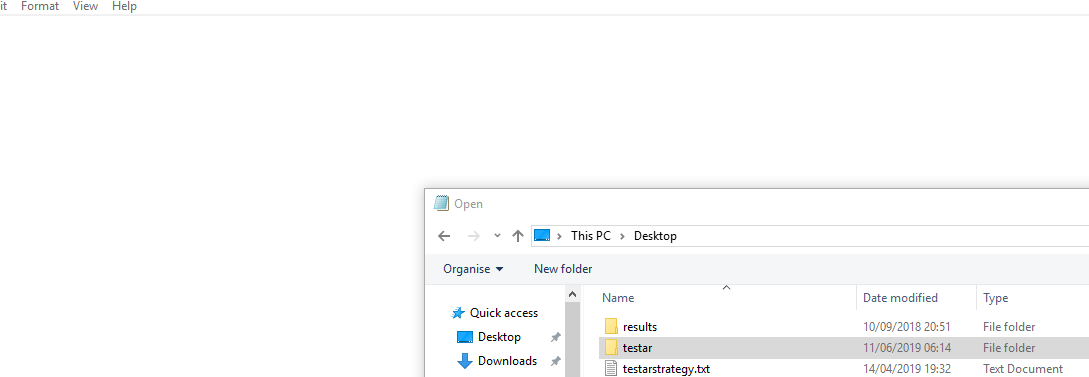 it Format View Help
Open
This PC > Desktop
Organise New folder
Name Date modified Type
Quick access
results 10/09/2018 20:51 File folder
Desktop
testar 11/06/2019 06:14 File folder
Downloads
testarstrategy.txt 14/04/2019 19:32 Text Document